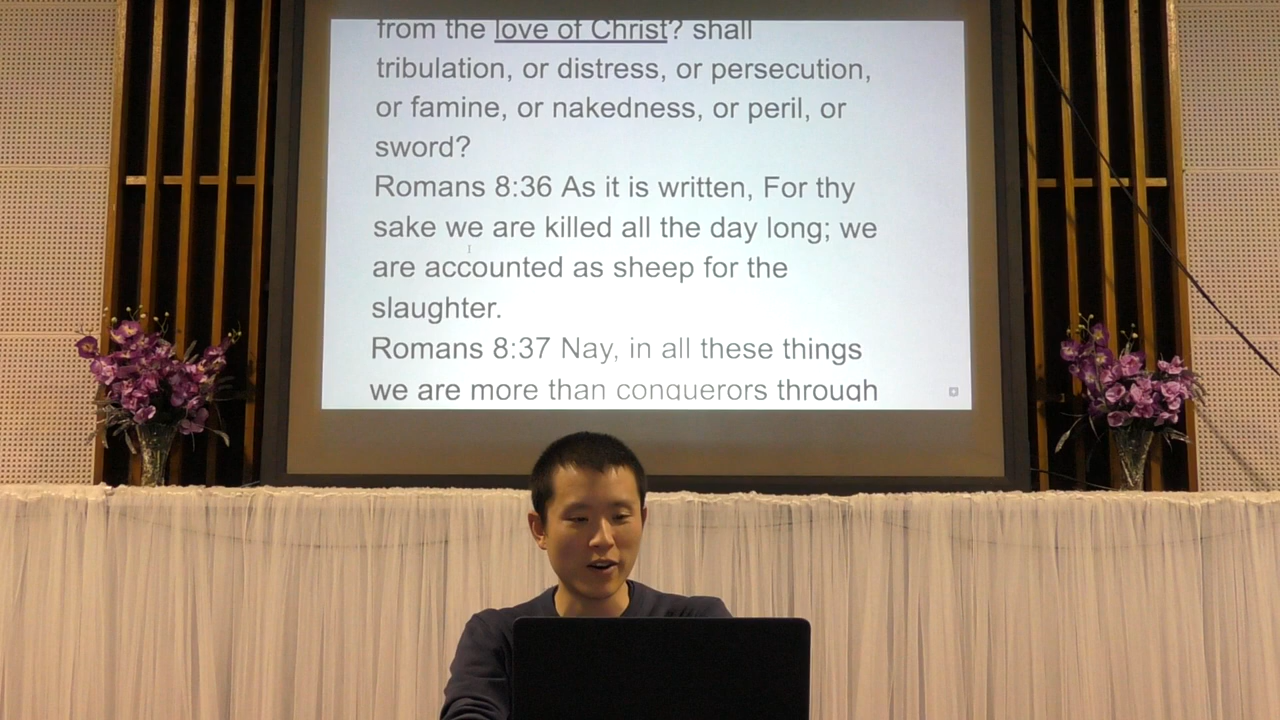 from the love of Christ? shall
tribulation, or distress, or persecution,
or famine, or nakedness, or peril, or
sword?
Romans 8:36 As it is written, For thy
sake we are killed all the day long; we
are accounted as sheep for the
slaughter.
Romans 8:37 Nay, in all these things
we are more than conquerors through